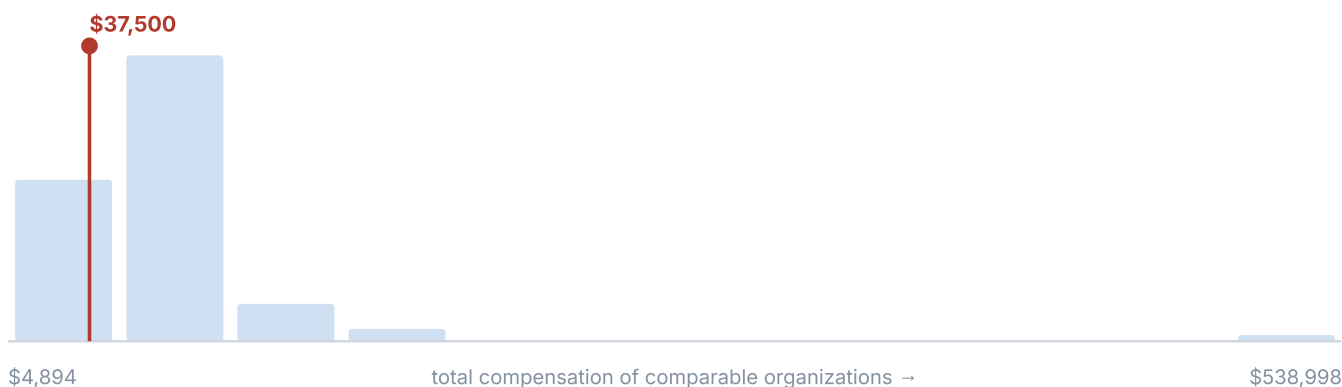 $37,500
$4,894
total compensation of comparable organizations →
$538,998